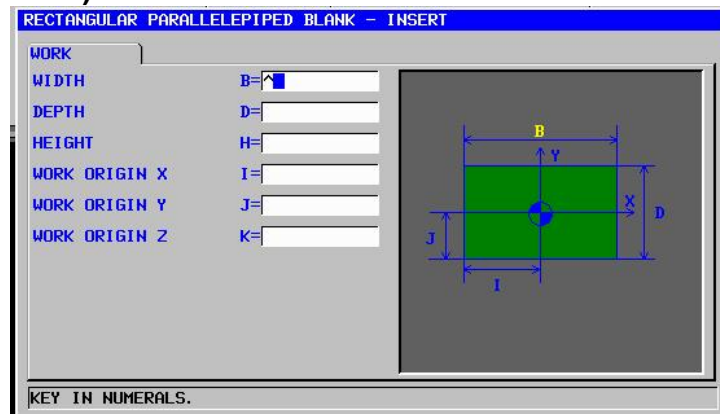 RECTANGULAR PARALLELEPIPED BLANK - INSERT
WORK
WIDTH B=^
DEPTH D=
HEIGHT H=
WORK ORIGIN X I=
WORK ORIGIN Y J=
WORK ORIGIN Z K=
B
Y
X
D
J
I
KEY IN NUMERALS.